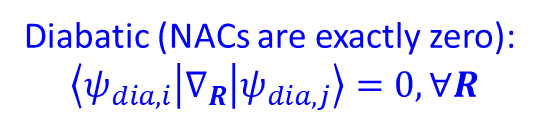 Diabatic (NACs are exactly zero):
⟨ψ_{dia,i}|∇_R|ψ_{dia,j}⟩ = 0, ∀R